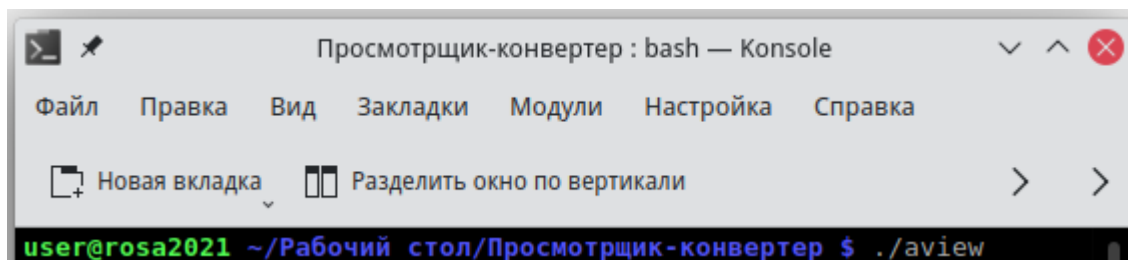 Просмотрщик-конвертер : bash — Konsole
Файл Правка Вид Закладки Модули Настройка Справка
Новая вкладка Разделить окно по вертикали
user@rosa2021 ~/Рабочий стол/Просмотрщик-конвертер $ ./aview